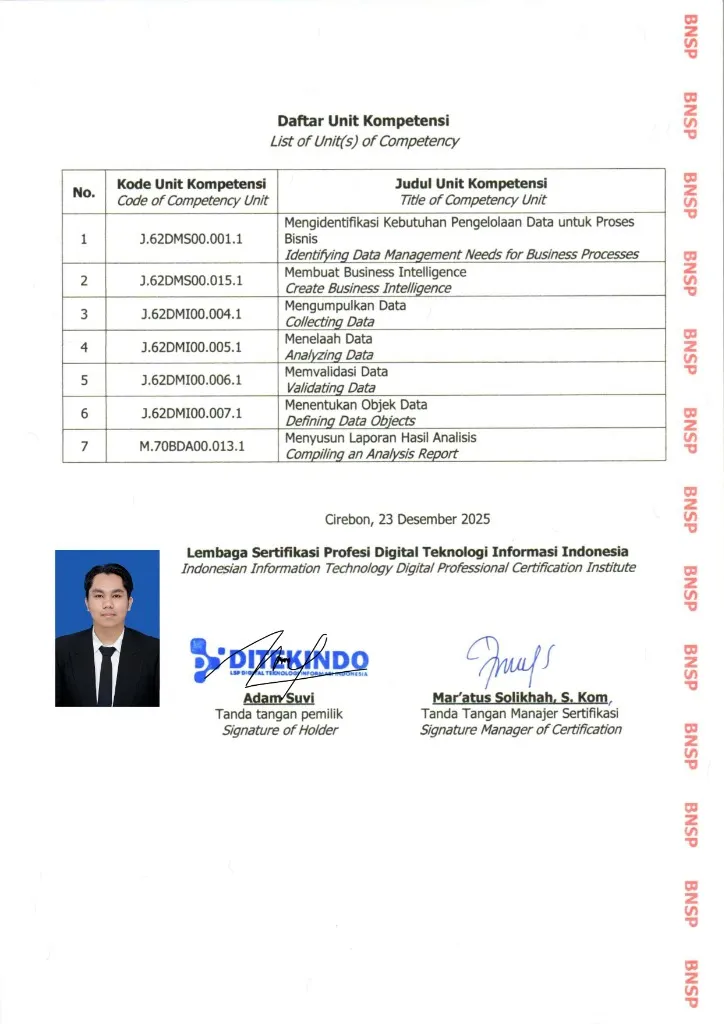 Daftar Unit Kompetensi
List of Unit(s) of Competency
No. Kode Unit Kompetensi Judul Unit Kompetensi
Code of Competency Unit Title of Competency Unit
1 J.62DMS00.001.1 Mengidentifikasi Kebutuhan Pengelolaan Data untuk Proses
Bisnis
Identifying Data Management Needs for Business Processes
2 J.62DMS00.015.1 Membuat Business Intelligence
Create Business Intelligence
3 J.62DMI00.004.1 Mengumpulkan Data
Collecting Data
4 J.62DMI00.005.1 Menelaah Data
Analyzing Data
5 J.62DMI00.006.1 Memvalidasi Data
Validating Data
6 J.62DMI00.007.1 Menentukan Objek Data
Defining Data Objects
7 M.70BDA00.013.1 Menyusun Laporan Hasil Analisis
Compiling an Analysis Report
Cirebon, 23 Desember 2025
Lembaga Sertifikasi Profesi Digital Teknologi Informasi Indonesia
Indonesian Information Technology Digital Professional Certification Institute
DITEKINDO
LSP DIGITAL TEKNOLOGI INFORMASI INDONESIA
Adam Suvi Mar'atus Solikhah, S. Kom
Tanda tangan pemilik Tanda Tangan Manajer Sertifikasi
Signature of Holder Signature Manager of Certification
BNSP
BNSP
BNSP
BNSP
BNSP
BNSP
BNSP
BNSP
BNSP
BNSP
BNSP
BNSP
BNSP